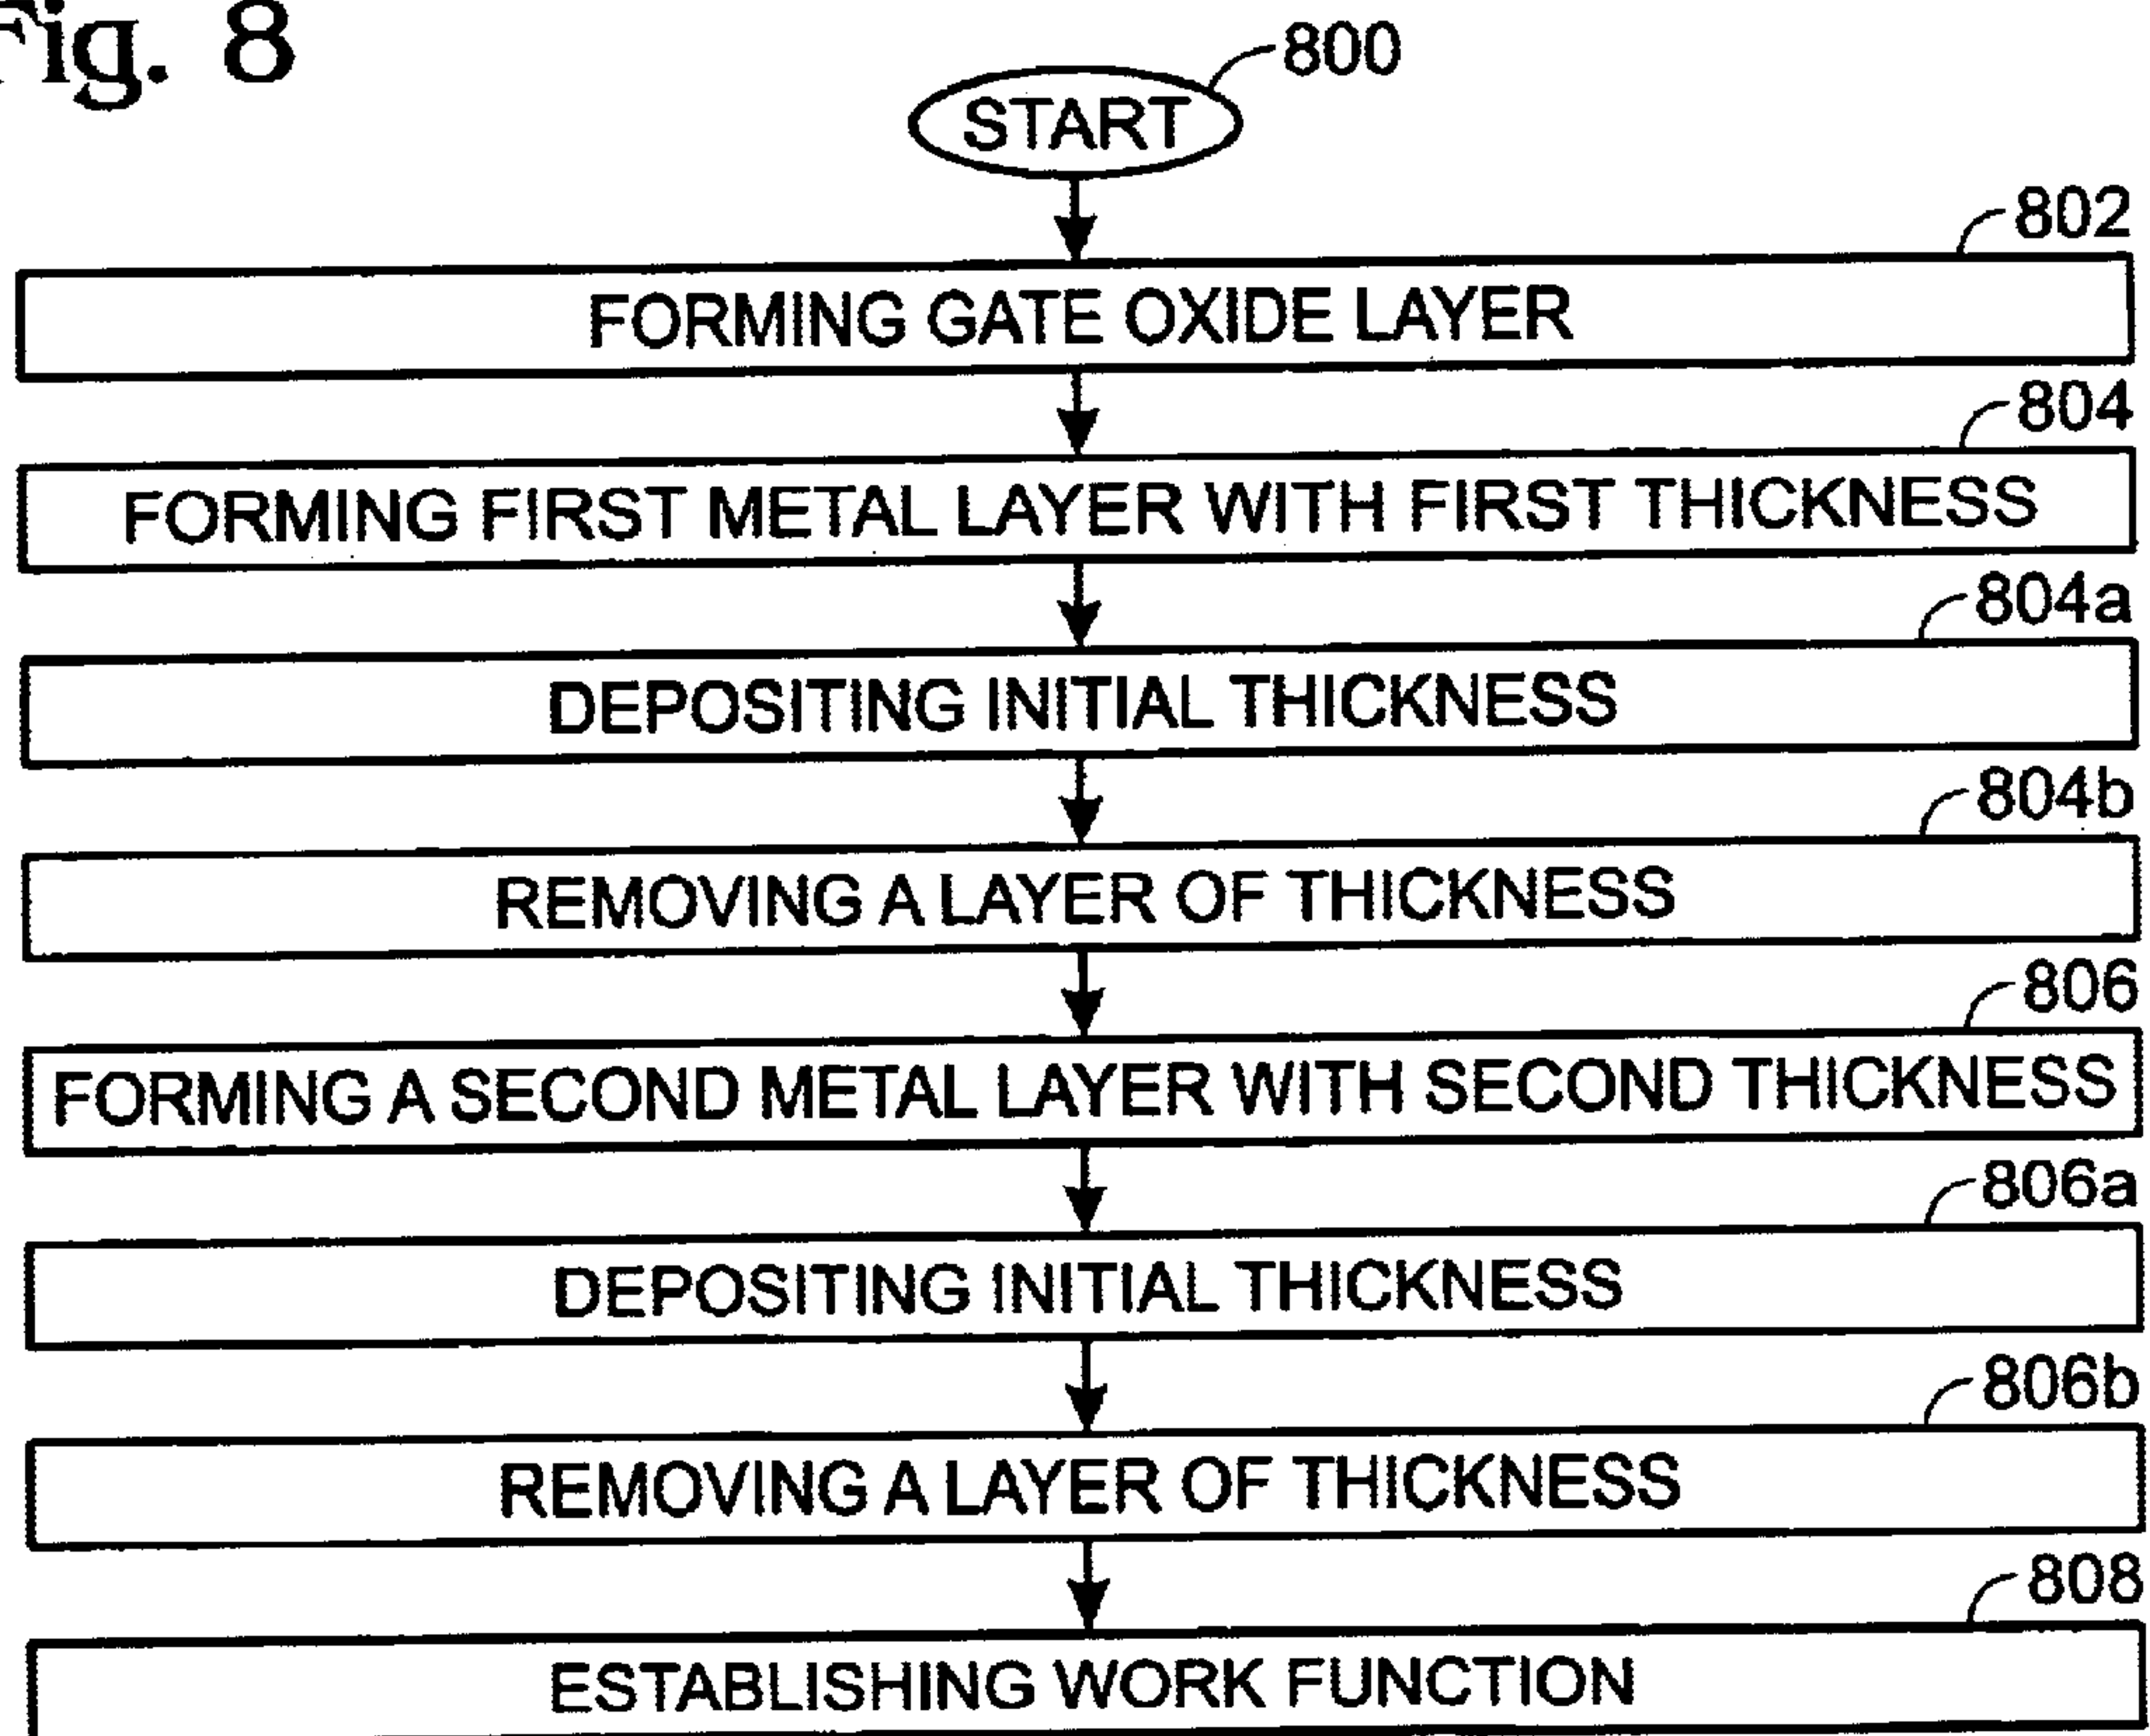 Fig. 8
800
START
802
FORMING GATE OXIDE LAYER
804
FORMING FIRST METAL LAYER WITH FIRST THICKNESS
804a
DEPOSITING INITIAL THICKNESS
804b
REMOVING A LAYER OF THICKNESS
806
FORMING A SECOND METAL LAYER WITH SECOND THICKNESS
806a
DEPOSITING INITIAL THICKNESS
806b
REMOVING A LAYER OF THICKNESS
808
ESTABLISHING WORK FUNCTION